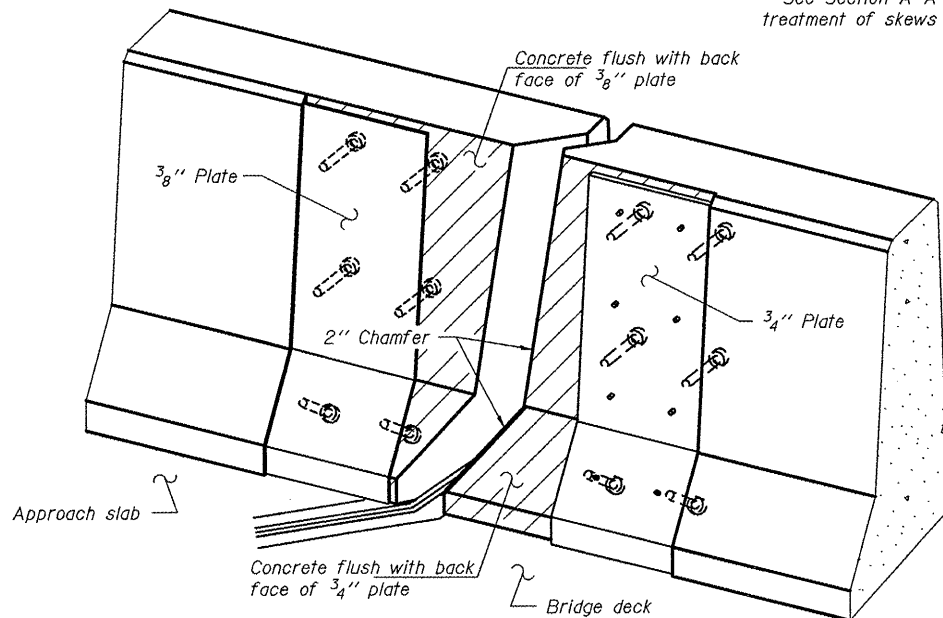 See Section A-A
treatment of skews
Concrete flush with back
face of 3/8'' plate
3/8'' Plate
3/4'' Plate
2'' Chamfer
Approach slab
Concrete flush with back
face of 3/4'' plate
Bridge deck